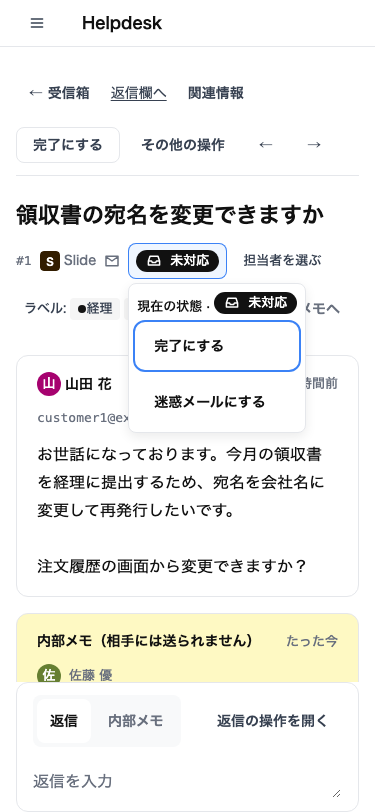 Helpdesk
← 受信箱 返信欄へ 関連情報
完了にする その他の操作 ← →
領収書の宛名を変更できますか
#1 S Slide 未対応 担当者を選ぶ
ラベル: 経理 メモへ
現在の状態 · 未対応
完了にする
迷惑メールにする
山 山田 花 時間前
customer1@ex
お世話になっております。今月の領収書
を経理に提出するため、宛名を会社名に
変更して再発行したいです。
注文履歴の画面から変更できますか？
内部メモ（相手には送られません） たった今
佐 佐藤 優
返信 内部メモ 返信の操作を開く
返信を入力